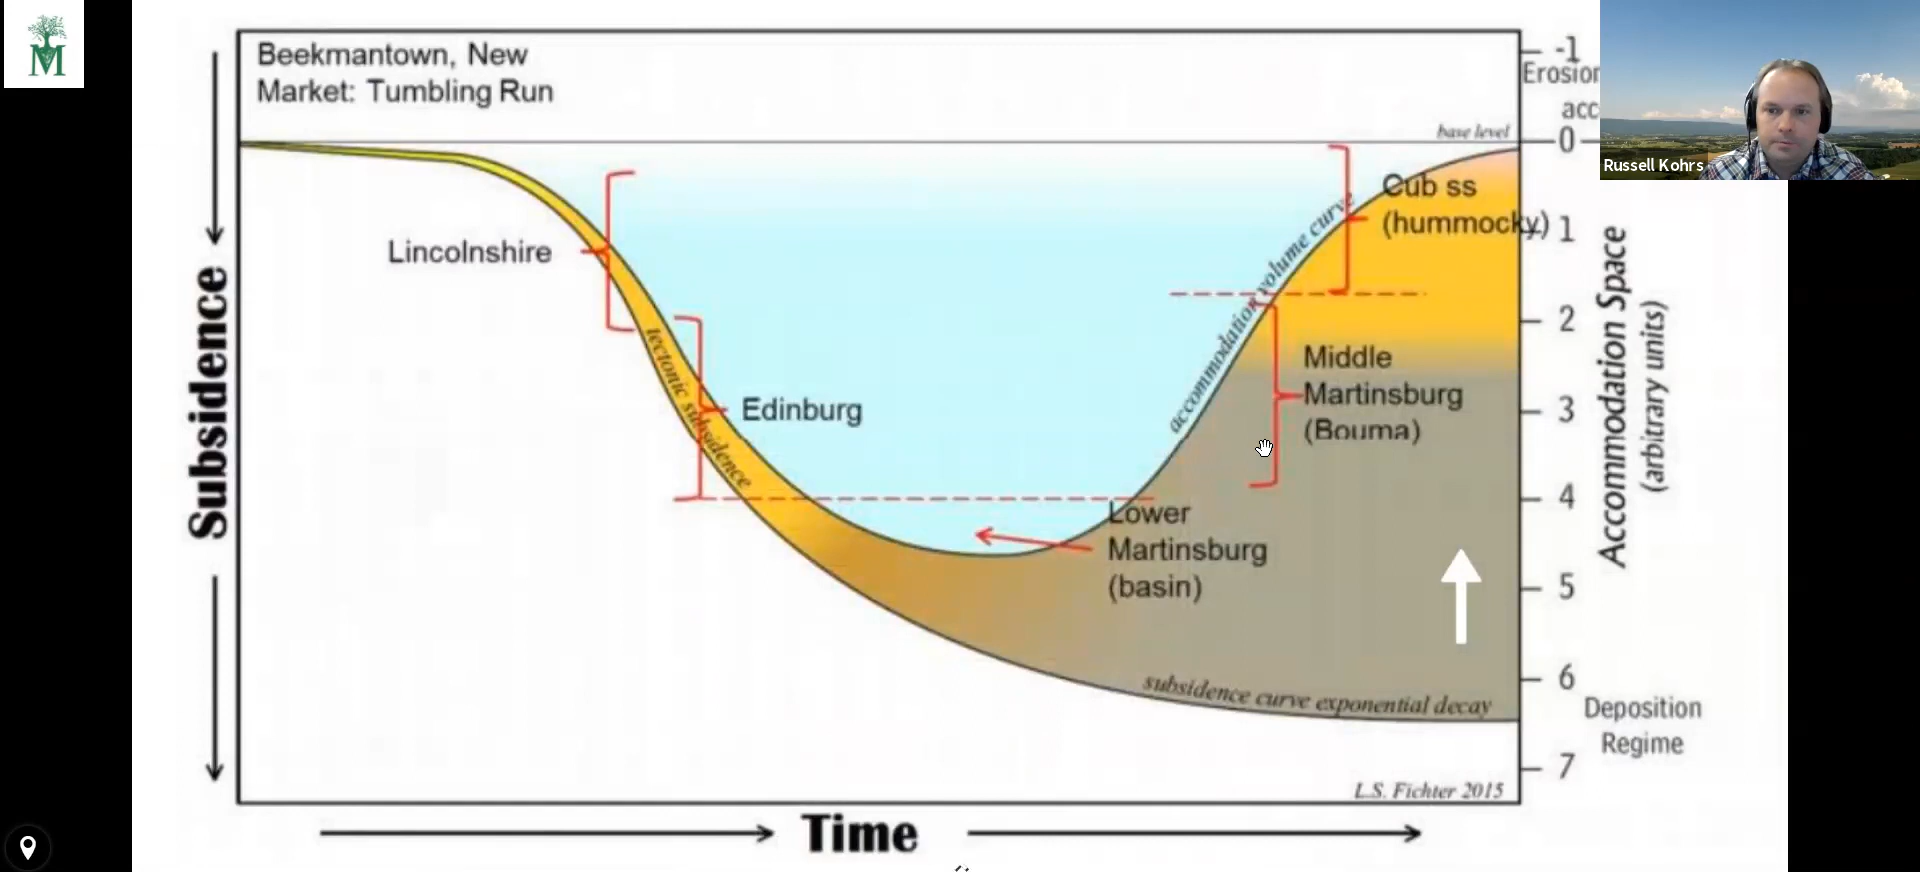 M
Beekmantown, New
Market: Tumbling Run
-1
Erosion
acc
base level
0
Russell Kohrs
Cub ss
(hummocky)
1
Lincolnshire
Subsidence
tectonic subsidence
accommodation volume curve
2
Accommodation Space
(arbitrary units)
Middle
Martinsburg
(Bouma)
3
Edinburg
4
Lower
Martinsburg
(basin)
5
6
subsidence curve exponential decay
Deposition
Regime
7
L.S. Fichter 2015
Time